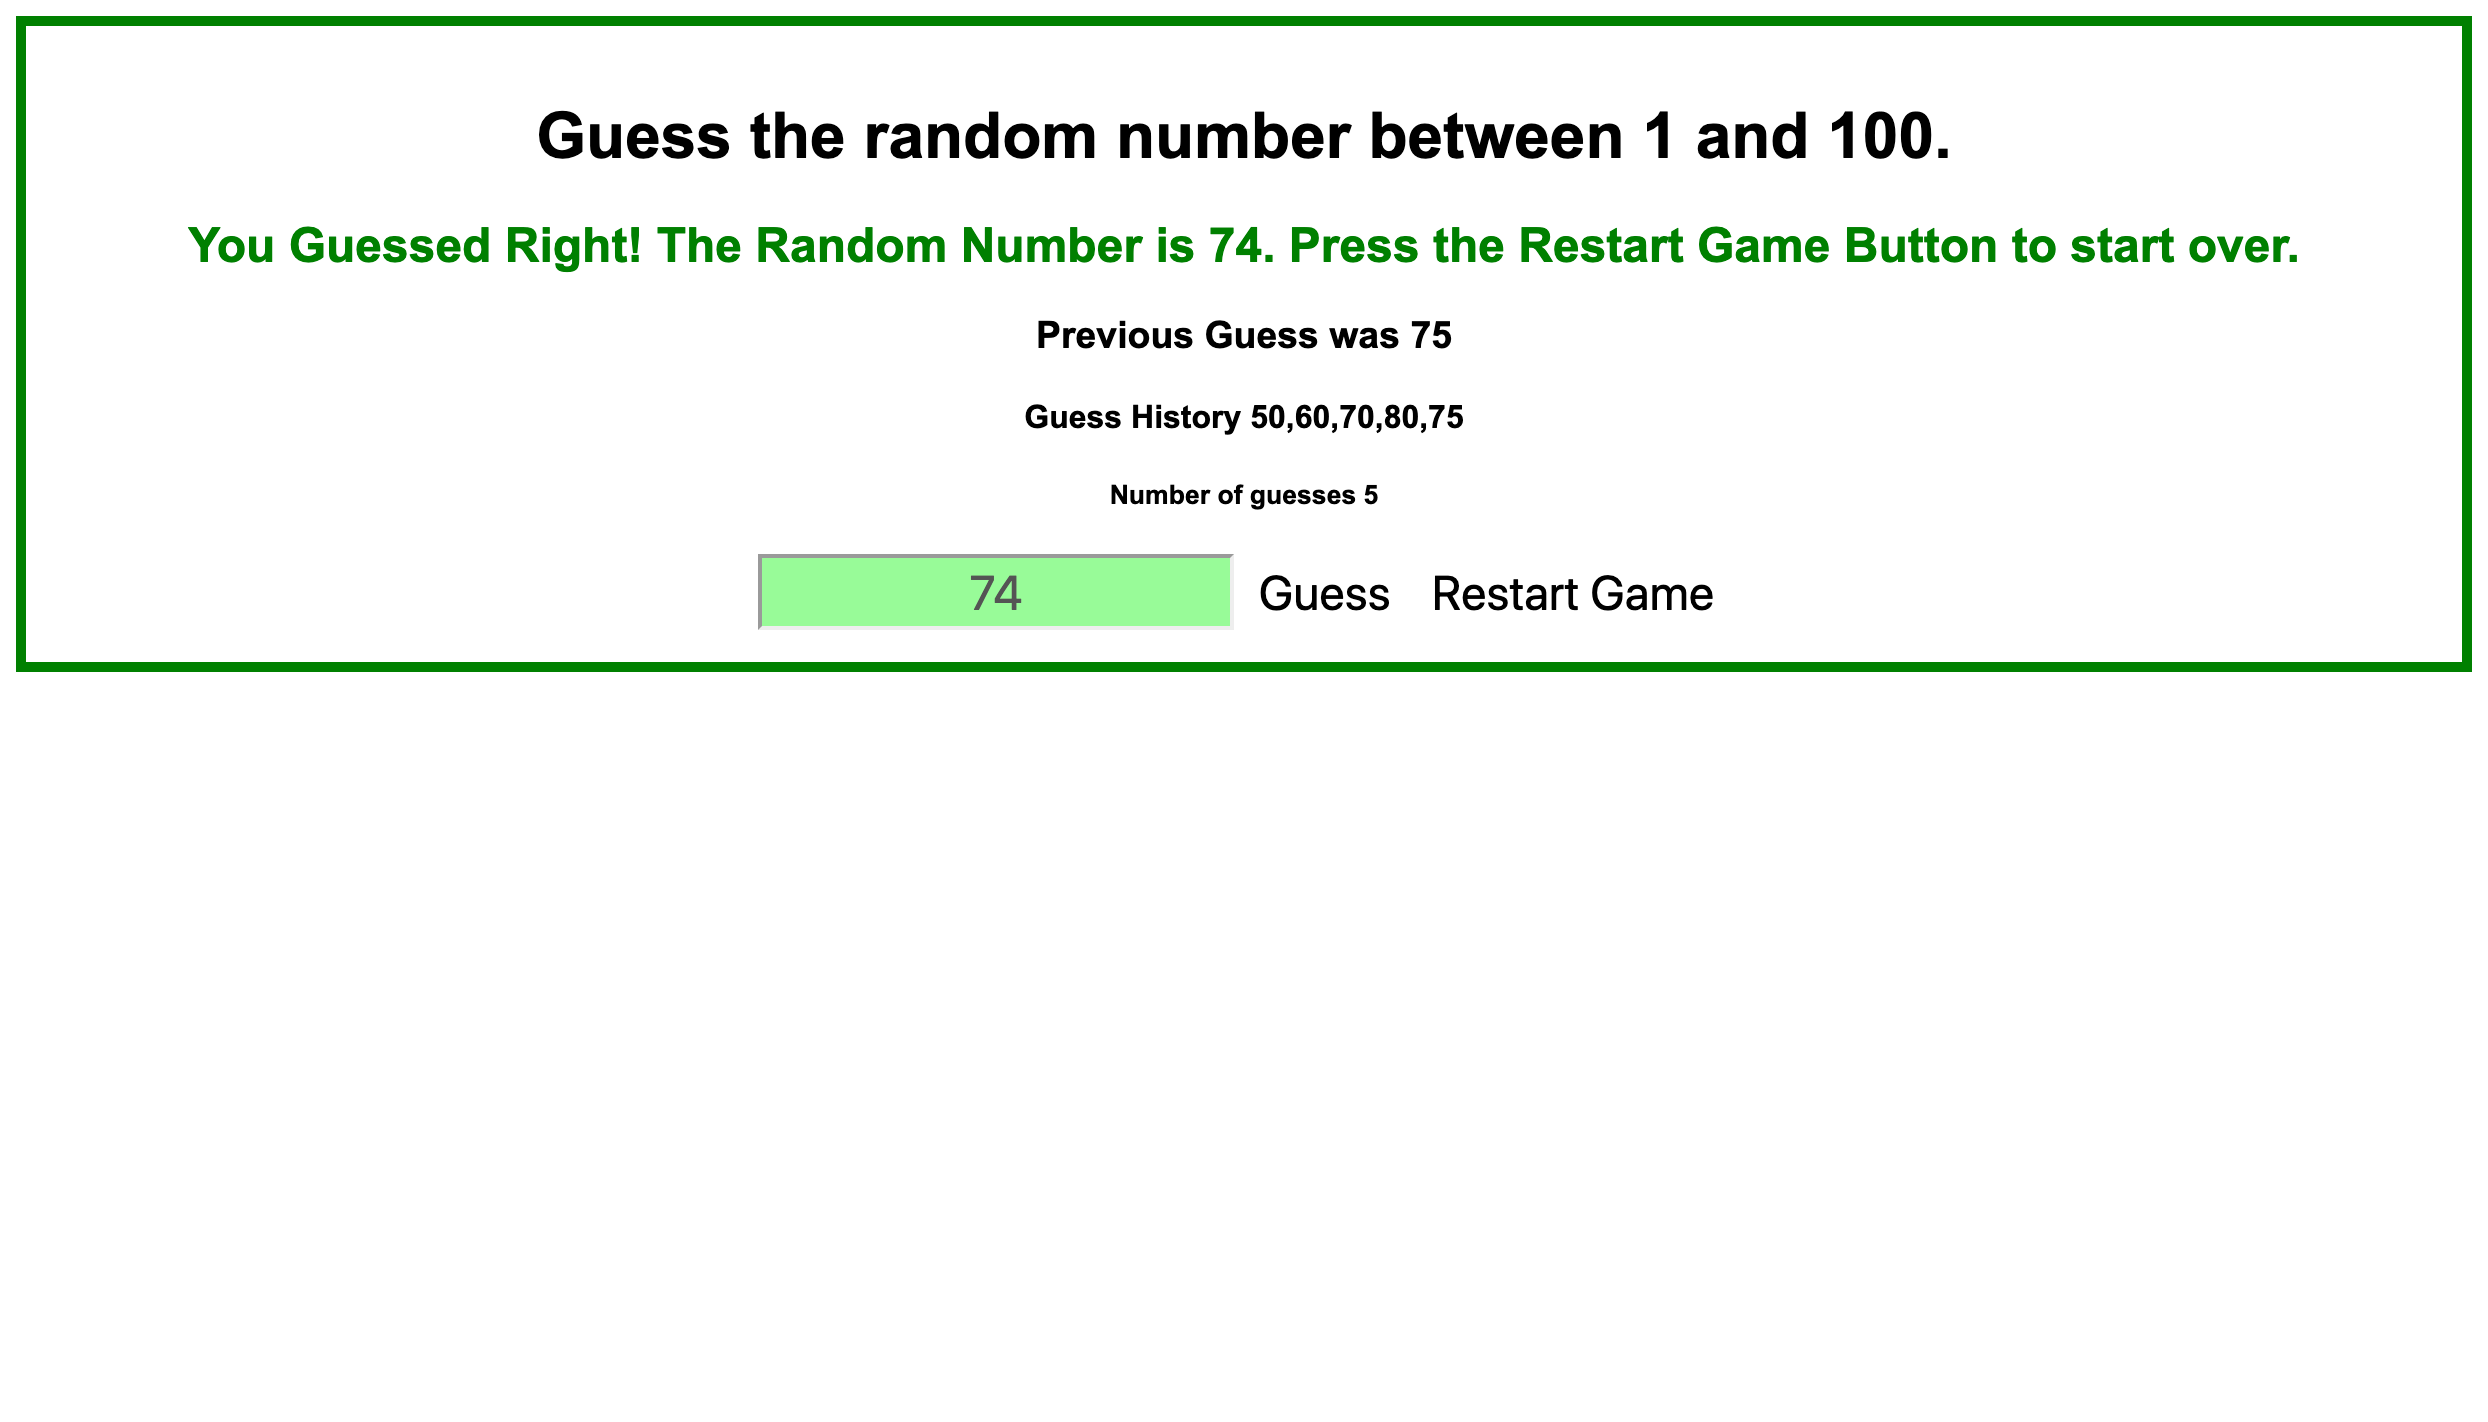 Guess the random number between 1 and 100.
You Guessed Right! The Random Number is 74. Press the Restart Game Button to start over.
Previous Guess was 75
Guess History 50,60,70,80,75
Number of guesses 5
74 Guess Restart Game